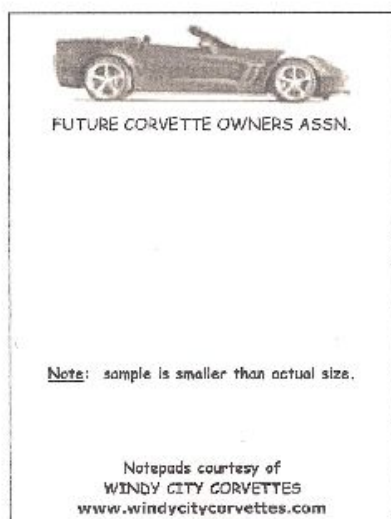 FUTURE CORVETTE OWNERS ASSN.
Note: sample is smaller than actual size.
Notepads courtesy of
WINDY CITY CORVETTES
www.windycitycorvettes.com